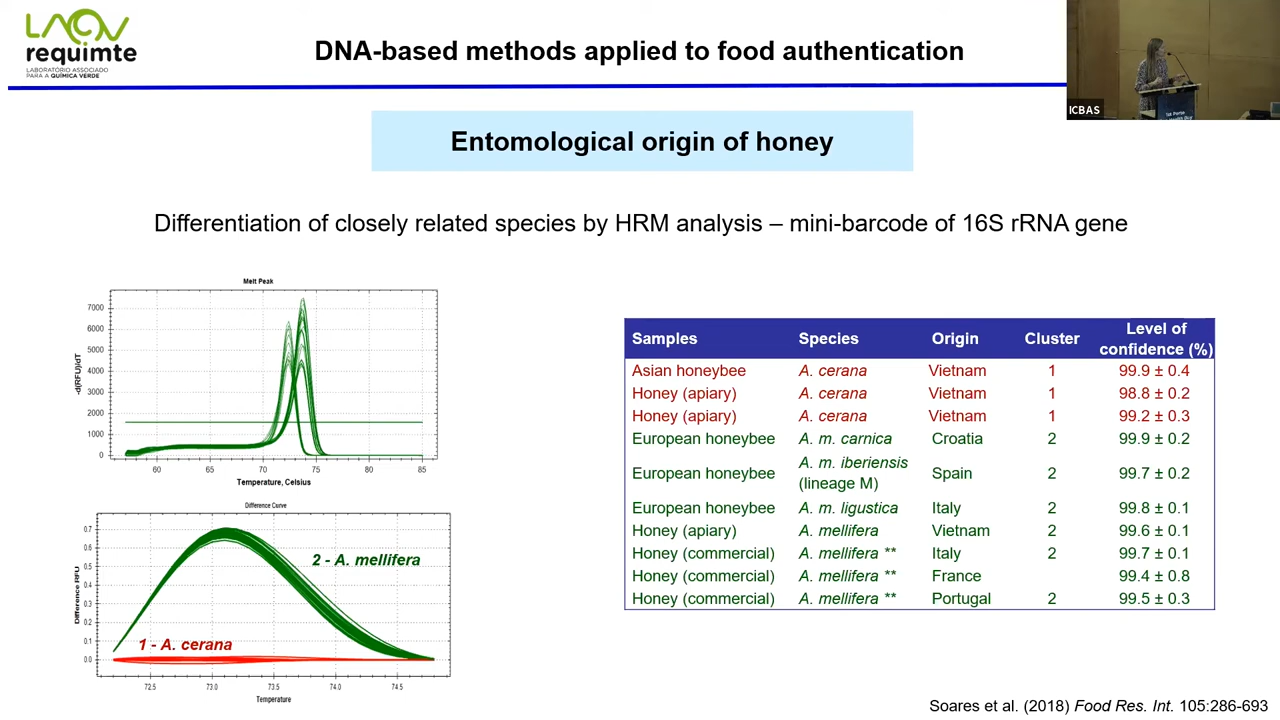 LAQV
requimte
LABORATÓRIO ASSOCIADO
PARA A QUÍMICA VERDE
DNA-based methods applied to food authentication
ICBAS
Entomological origin of honey
Differentiation of closely related species by HRM analysis – mini-barcode of 16S rRNA gene
Melt Peak
7000
6000
5000
4000
3000
2000
1000
0
-d(RFU)/dT
60 65 70 75 80 85
Temperature, Celsius
Difference Curve
0.7
0.6
0.5
0.4
0.3
0.2
0.1
0.0
Difference RFU
2 - A. mellifera
1 - A. cerana
72.5 73.0 73.5 74.0 74.5
Temperature
Samples Species Origin Cluster Level of confidence (%)
Asian honeybee A. cerana Vietnam 1 99.9 ± 0.4
Honey (apiary) A. cerana Vietnam 1 98.8 ± 0.2
Honey (apiary) A. cerana Vietnam 1 99.2 ± 0.3
European honeybee A. m. carnica Croatia 2 99.9 ± 0.2
European honeybee A. m. iberiensis (lineage M) Spain 2 99.7 ± 0.2
European honeybee A. m. ligustica Italy 2 99.8 ± 0.1
Honey (apiary) A. mellifera Vietnam 2 99.6 ± 0.1
Honey (commercial) A. mellifera ** Italy 2 99.7 ± 0.1
Honey (commercial) A. mellifera ** France 99.4 ± 0.8
Honey (commercial) A. mellifera ** Portugal 2 99.5 ± 0.3
Soares et al. (2018) Food Res. Int. 105:286-693